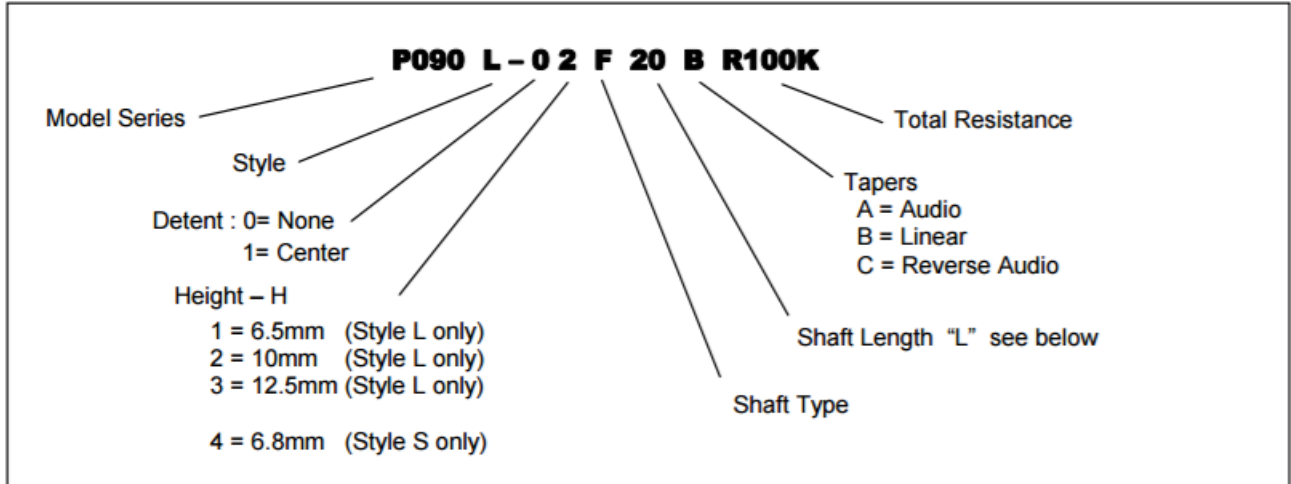 P090 L – 0 2 F 20 B R100K
Model Series
Total Resistance
Style
Tapers
A = Audio
B = Linear
C = Reverse Audio
Detent : 0= None
1= Center
Height – H
1 = 6.5mm (Style L only)
2 = 10mm (Style L only)
3 = 12.5mm (Style L only)
4 = 6.8mm (Style S only)
Shaft Length “L” see below
Shaft Type